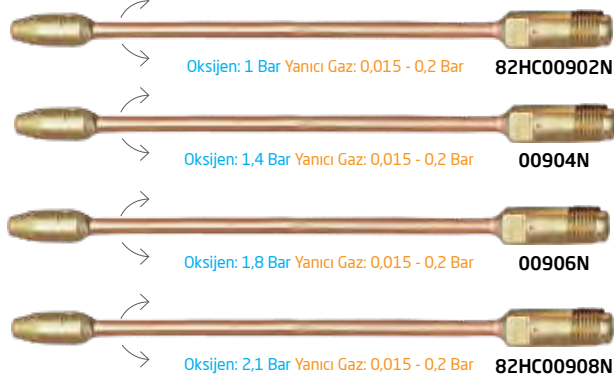 Oksijen: 1 Bar Yanıcı Gaz: 0,015 - 0,2 Bar 82HC00902N
Oksijen: 1,4 Bar Yanıcı Gaz: 0,015 - 0,2 Bar 00904N
Oksijen: 1,8 Bar Yanıcı Gaz: 0,015 - 0,2 Bar 00906N
Oksijen: 2,1 Bar Yanıcı Gaz: 0,015 - 0,2 Bar 82HC00908N